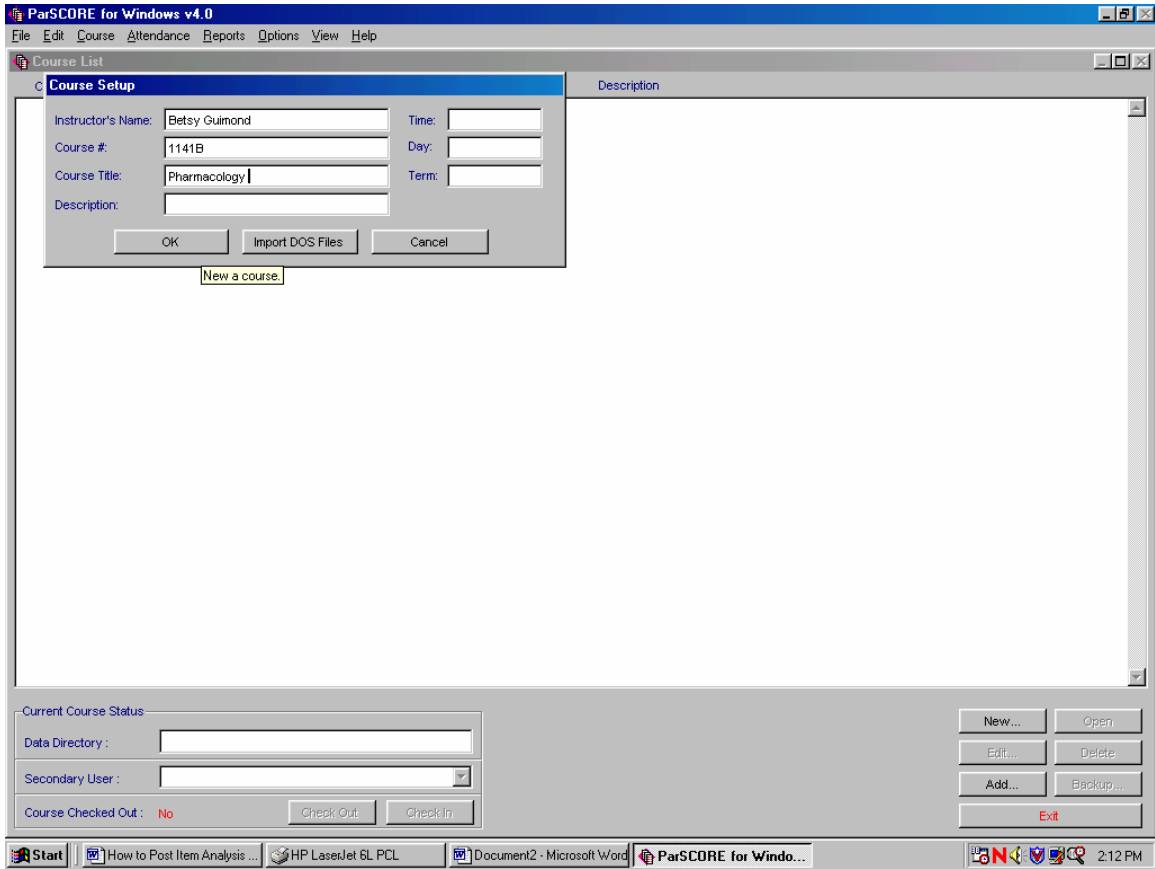 ParSCORE for Windows v4.0
File Edit Course Attendance Reports Options View Help
Course List
C Description
Course Setup
Instructor's Name: Betsy Guimond Time:
Course #: 1141B Day:
Course Title: Pharmacology Term:
Description:
OK Import DOS Files Cancel
New a course.
Current Course Status
Data Directory :
Secondary User :
Course Checked Out : No Check Out Check In
New... Open
Edit... Delete
Add... Backup...
Exit
Start How to Post Item Analysis ... HP LaserJet 6L PCL Document2 - Microsoft Word ParSCORE for Windo... N 2:12 PM